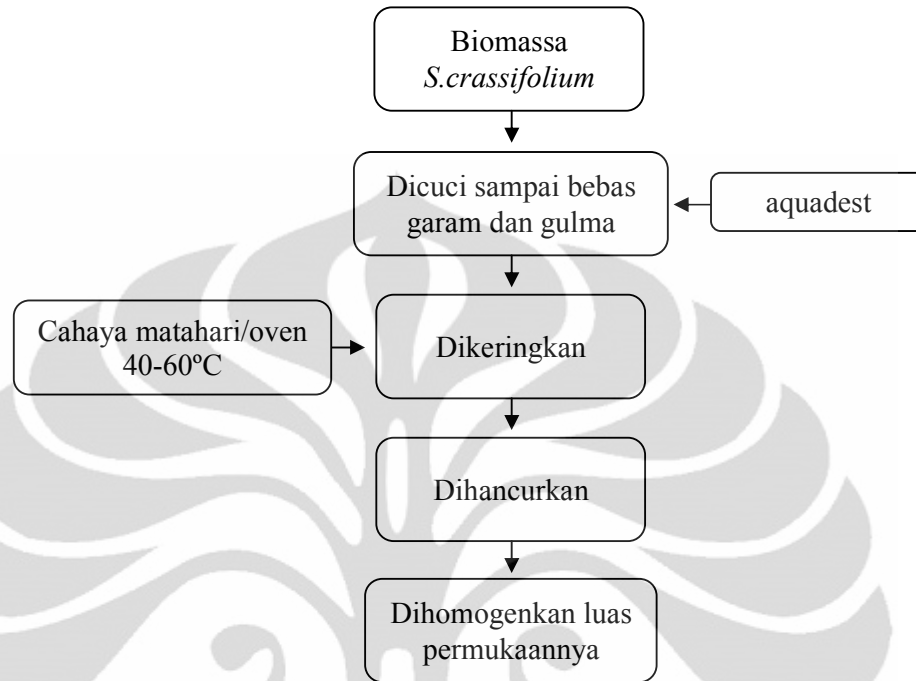 Biomassa
S.crassifolium
Dicuci sampai bebas
garam dan gulma
aquadest
Cahaya matahari/oven
40-60ºC
Dikeringkan
Dihancurkan
Dihomogenkan luas
permukaannya